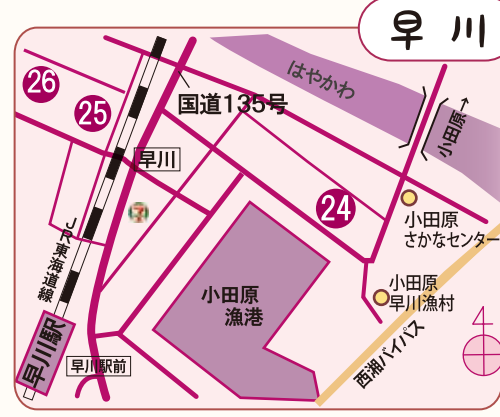 早川
はやかわ
26
25
国道135号
小田原
早川
7
24
小田原
さかなセンター
JR東海道線
小田原
漁港
小田原
早川漁村
早川駅
早川駅前
西湘バイパス
4